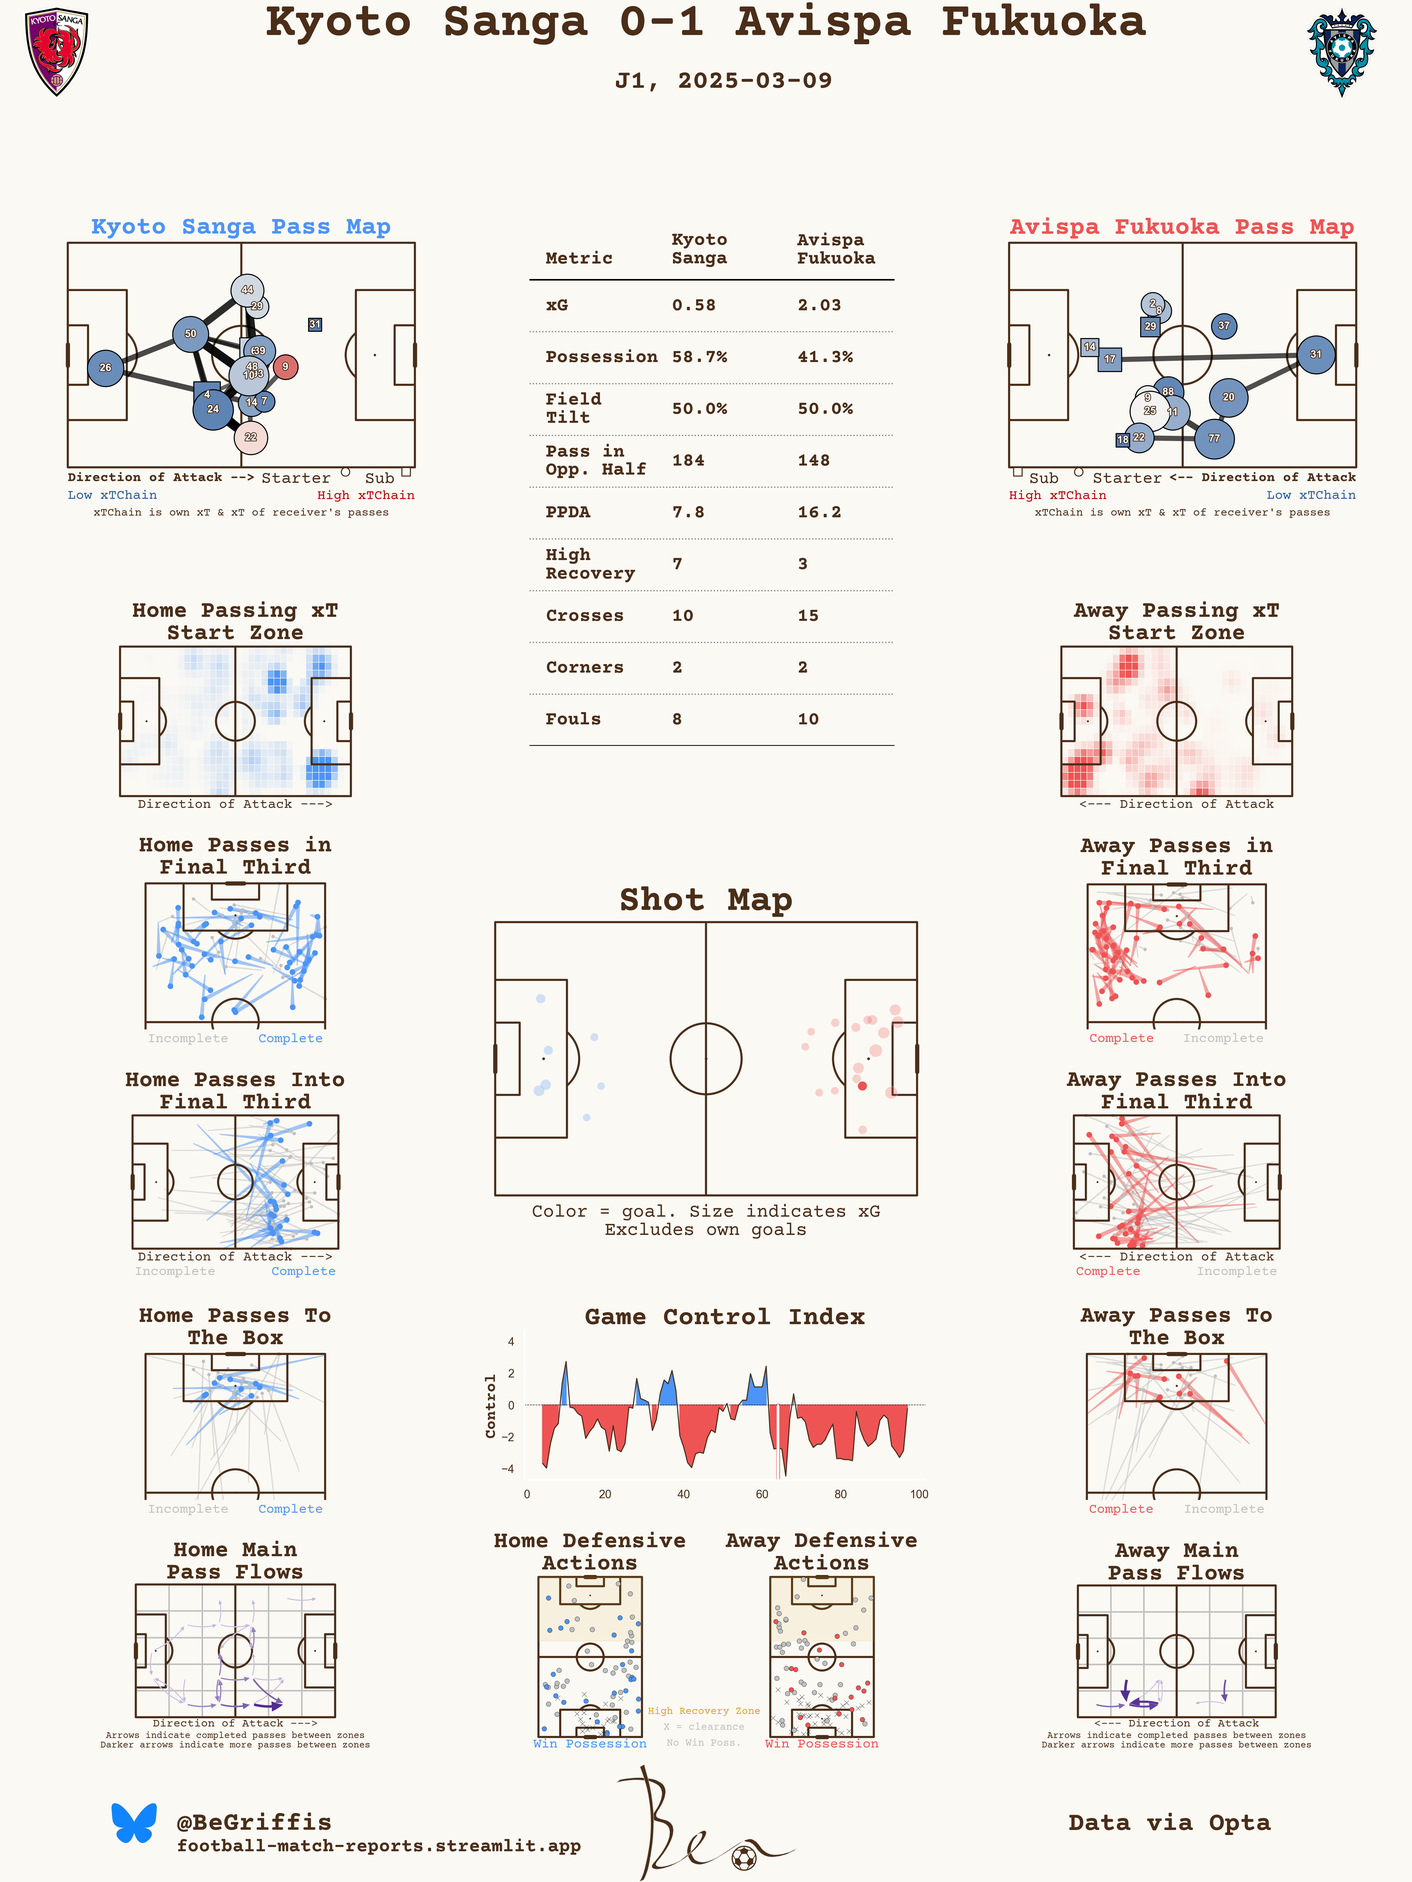 Kyoto Sanga 0-1 Avispa Fukuoka
J1, 2025-03-09
KYOTO SANGA
Kyoto Sanga Pass Map
44
29
31
50
39
9
26
48
10
4
14
7
24
22
Direction of Attack --> Starter Sub
Low xTChain High xTChain
xTChain is own xT & xT of receiver's passes
Metric Kyoto Sanga Avispa Fukuoka
xG 0.58 2.03
Possession 58.7% 41.3%
Field Tilt 50.0% 50.0%
Pass in Opp. Half 184 148
PPDA 7.8 16.2
High Recovery 7 3
Crosses 10 15
Corners 2 2
Fouls 8 10
Avispa Fukuoka Pass Map
2
8
29
37
14
17
31
88
9
20
25
11
18
22
77
Sub Starter <-- Direction of Attack
High xTChain Low xTChain
xTChain is own xT & xT of receiver's passes
Home Passing xT
Start Zone
Direction of Attack --->
Away Passing xT
Start Zone
<--- Direction of Attack
Home Passes in
Final Third
Incomplete Complete
Shot Map
Color = goal. Size indicates xG
Excludes own goals
Away Passes in
Final Third
Complete Incomplete
Home Passes Into
Final Third
Direction of Attack --->
Incomplete Complete
Away Passes Into
Final Third
<--- Direction of Attack
Complete Incomplete
Home Passes To
The Box
Incomplete Complete
Game Control Index
Control
4
2
0
−2
−4
0 20 40 60 80 100
Away Passes To
The Box
Complete Incomplete
Home Main
Pass Flows
Direction of Attack --->
Arrows indicate completed passes between zones
Darker arrows indicate more passes between zones
Home Defensive
Actions
Win Possession
Away Defensive
Actions
Win Possession
High Recovery Zone
X = clearance
No Win Poss.
Away Main
Pass Flows
<--- Direction of Attack
Arrows indicate completed passes between zones
Darker arrows indicate more passes between zones
@BeGriffis
football-match-reports.streamlit.app
Ben
Data via Opta